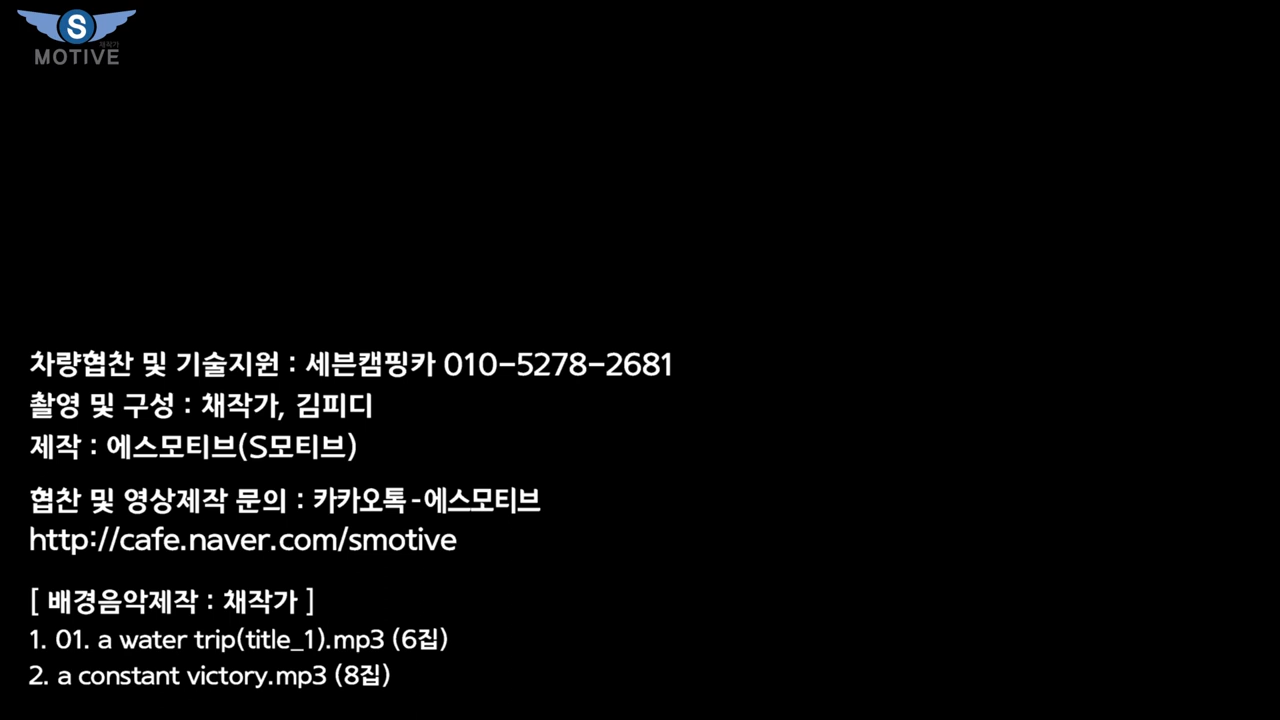 S
채작가
MOTIVE
차량협찬 및 기술지원 : 세븐캠핑카 010-5278-2681
촬영 및 구성 : 채작가, 김피디
제작 : 에스모티브(S모티브)
협찬 및 영상제작 문의 : 카카오톡-에스모티브
http://cafe.naver.com/smotive
[ 배경음악제작 : 채작가 ]
1. 01. a water trip(title_1).mp3 (6집)
2. a constant victory.mp3 (8집)